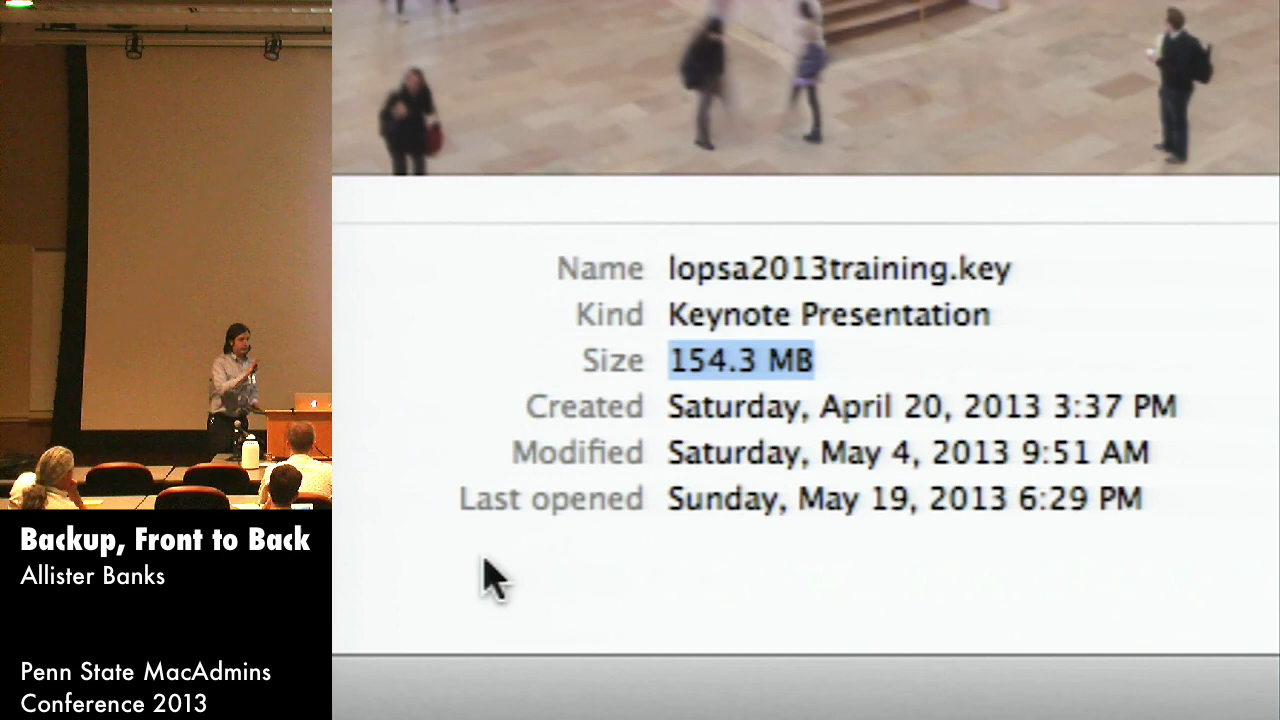 Name lopsa2013training.key
Kind Keynote Presentation
Size 154.3 MB
Created Saturday, April 20, 2013 3:37 PM
Modified Saturday, May 4, 2013 9:51 AM
Last opened Sunday, May 19, 2013 6:29 PM
Backup, Front to Back
Allister Banks
Penn State MacAdmins
Conference 2013